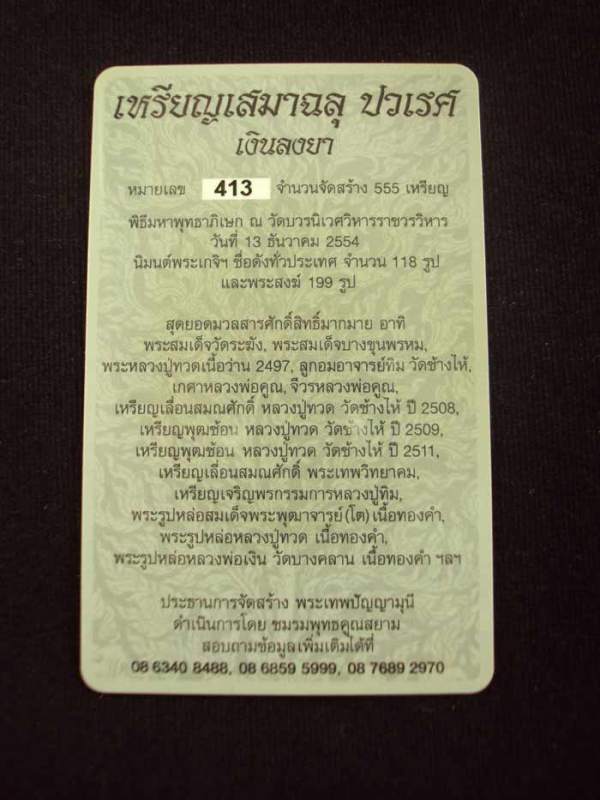 เหรียญเสมาฉลุ ปวเรศ
เงินลงยา
หมายเลข 413 จำนวนจัดสร้าง 555 เหรียญ
พิธีมหาพุทธาภิเษก ณ วัดบวรนิเวศวิหารราชวรวิหาร
วันที่ 13 ธันวาคม 2554
นิมนต์พระเกจิฯ ชื่อดังทั่วประเทศ จำนวน 118 รูป
และพระสงฆ์ 199 รูป
สุดยอดมวลสารศักดิ์สิทธิ์มากมาย อาทิ
พระสมเด็จวัดระฆัง, พระสมเด็จบางขุนพรหม,
พระหลวงปู่ทวดเนื้อว่าน 2497, ลูกอมอาจารย์ทิม วัดช้างไห้,
เกศาหลวงพ่อคูณ, จีวรหลวงพ่อคูณ,
เหรียญเลื่อนสมณศักดิ์ หลวงปู่ทวด วัดช้างไห้ ปี 2508,
เหรียญพุฒซ้อน หลวงปู่ทวด วัดช้างไห้ ปี 2509,
เหรียญพุฒซ้อน หลวงปู่ทวด วัดช้างไห้ ปี 2511,
เหรียญเลื่อนสมณศักดิ์ พระเทพวิทยาคม,
เหรียญเจริญพรกรรมการหลวงปู่ทิม,
พระรูปหล่อสมเด็จพระพุฒาจารย์ (โต) เนื้อทองคำ,
พระรูปหล่อหลวงปู่ทวด เนื้อทองคำ,
พระรูปหล่อหลวงพ่อเงิน วัดบางคลาน เนื้อทองคำ ฯลฯ
ประธานการจัดสร้าง พระเทพปัญญามุนี
ดำเนินการโดย ชมรมพุทธคูณสยาม
สอบถามข้อมูลเพิ่มเติมได้ที่
08 6340 8488, 08 6859 5999, 08 7689 2970